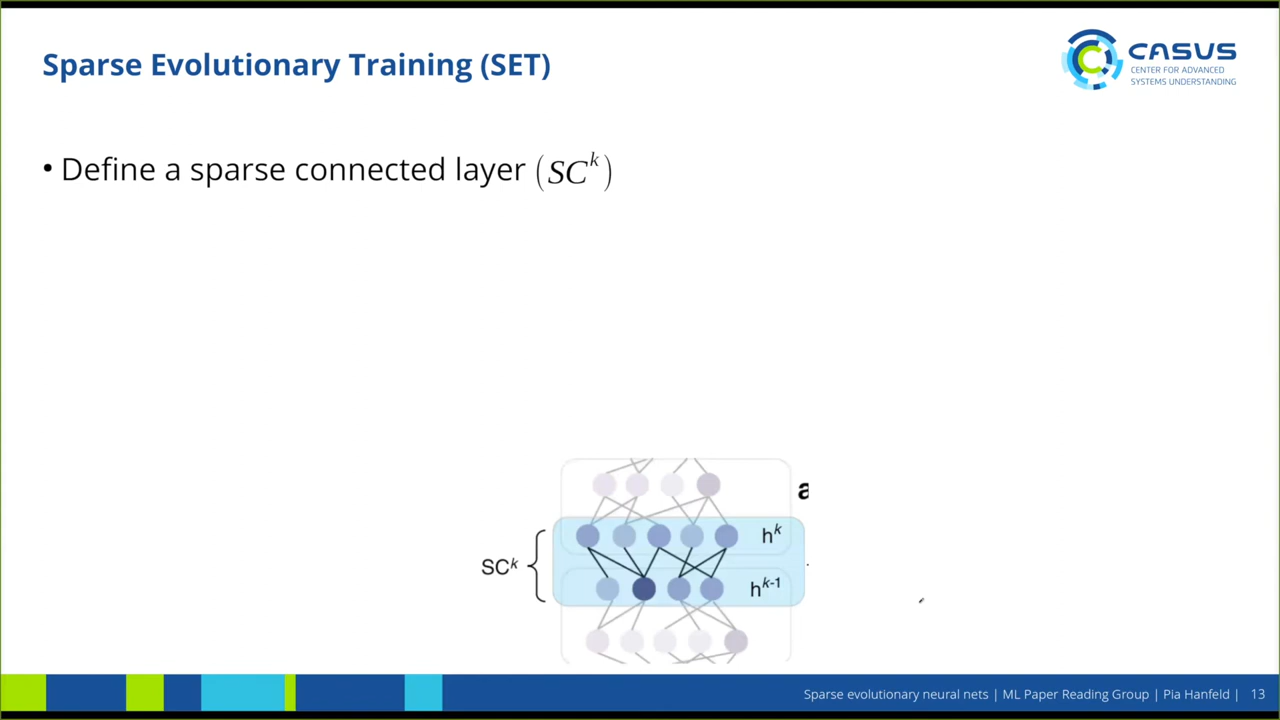 Sparse Evolutionary Training (SET)
CASUS
CENTER FOR ADVANCED
SYSTEMS UNDERSTANDING
• Define a sparse connected layer (SC^k)
a
h^k
SC^k
h^k-1
Sparse evolutionary neural nets | ML Paper Reading Group | Pia Hanfeld | 13